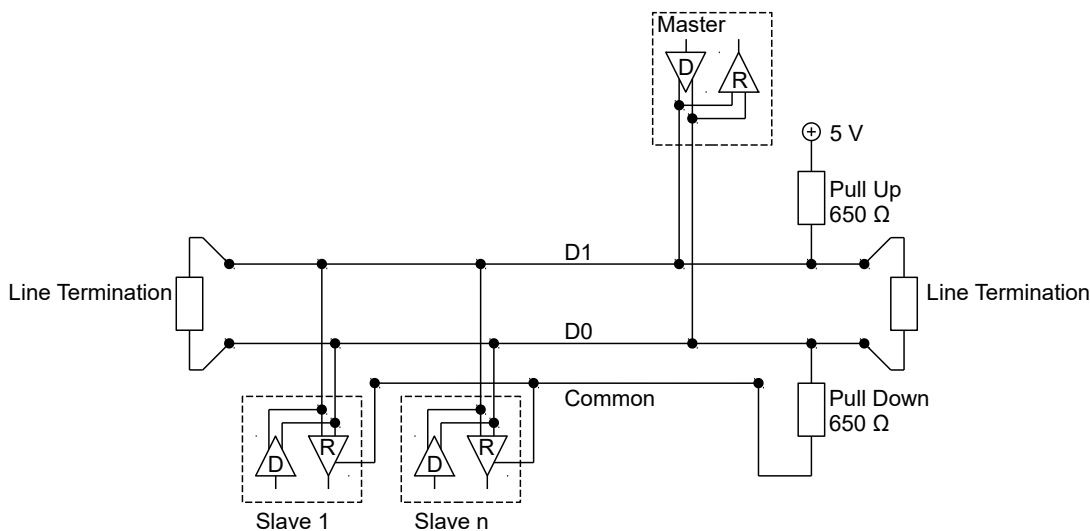 Master
D
R
5 V
Pull Up
650 Ω
D1
Line Termination
Line Termination
D0
Common
Pull Down
650 Ω
D
R
D
R
Slave 1
Slave n